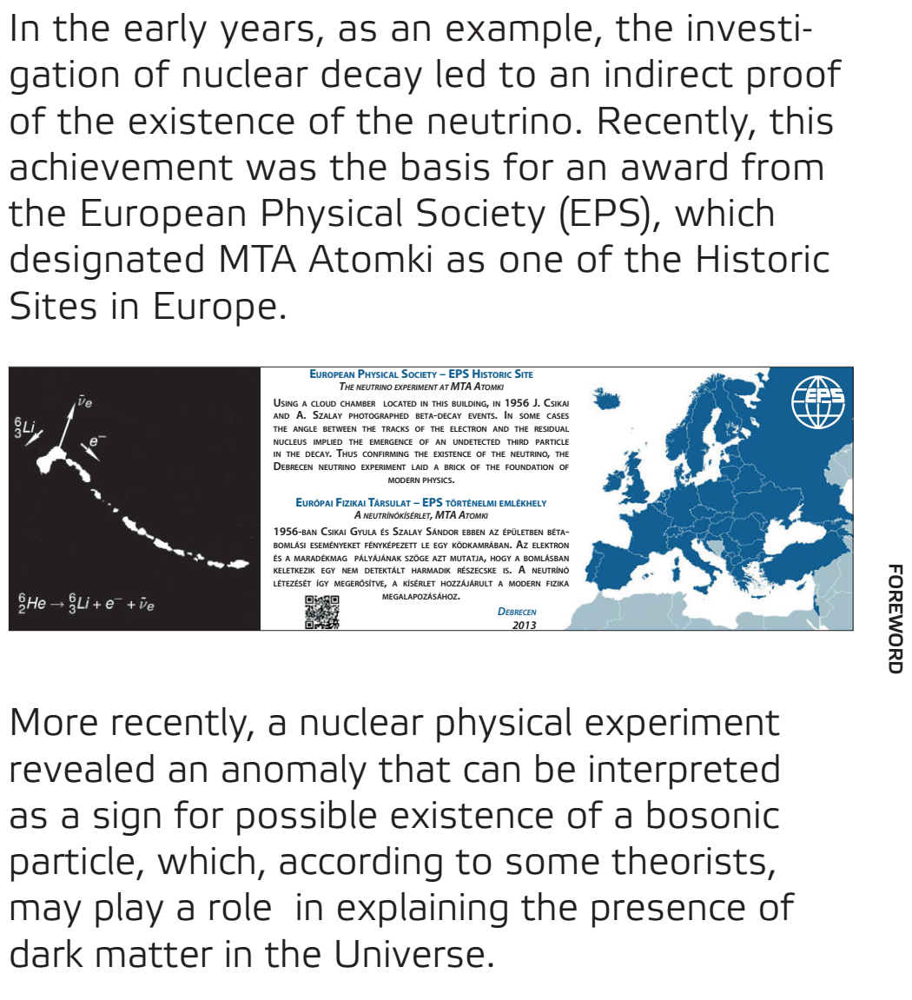 In the early years, as an example, the investi-
gation of nuclear decay led to an indirect proof
of the existence of the neutrino. Recently, this
achievement was the basis for an award from
the European Physical Society (EPS), which
designated MTA Atomki as one of the Historic
Sites in Europe.
ν̄e
⁶₃Li
e⁻
⁶₂He → ⁶₃Li + e⁻ + ν̄e
European Physical Society – EPS Historic Site
The neutrino experiment at MTA Atomki
Using a cloud chamber located in this building, in 1956 J. Csikai
and A. Szalay photographed beta-decay events. In some cases
the angle between the tracks of the electron and the residual
nucleus implied the emergence of an undetected third particle
in the decay. Thus confirming the existence of the neutrino, the
Debrecen neutrino experiment laid a brick of the foundation of
modern physics.
Európai Fizikai Társulat – EPS történelmi emlékhely
A neutrínókísérlet, MTA Atomki
1956-ban Csikai Gyula és Szalay Sándor ebben az épületben béta-
bomlási eseményeket fényképezett le egy ködkamrában. Az elektron
és a maradékmag pályájának szöge azt mutatja, hogy a bomlásban
keletkezik egy nem detektált harmadik részecske is. A neutrínó
létezését így megerősítve, a kísérlet hozzájárult a modern fizika
megalapozásához.
Debrecen
2013
EPS
FOREWORD
More recently, a nuclear physical experiment
revealed an anomaly that can be interpreted
as a sign for possible existence of a bosonic
particle, which, according to some theorists,
may play a role in explaining the presence of
dark matter in the Universe.